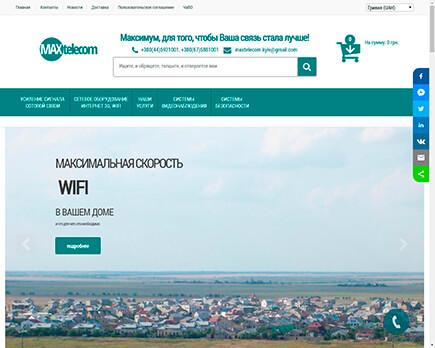 Главная Контакты Новости Доставка Пользовательское соглашение ЧаВО
Гривня (UAH)
MAXtelecom
Максимум, для того, чтобы Ваша связь стала лучше!
+380(44)5921001, +380(67)5881001 maxtelecom.kyiv@gmail.com
Ищите, и обрящете, толцыте, и отверзется вам
0
На сумму: 0 грн.
УСИЛЕНИЕ СИГНАЛА СОТОВОЙ СВЯЗИ
СЕТЕВОЕ ОБОРУДОВАНИЕ ИНТЕРНЕТ 3G, WIFI
НАШИ УСЛУГИ
СИСТЕМЫ ВИДЕОНАБЛЮДЕНИЯ
СИСТЕМЫ БЕЗОПАСНОСТИ
МАКСИМАЛЬНАЯ СКОРОСТЬ
WIFI
В ВАШЕМ ДОМЕ
подробнее